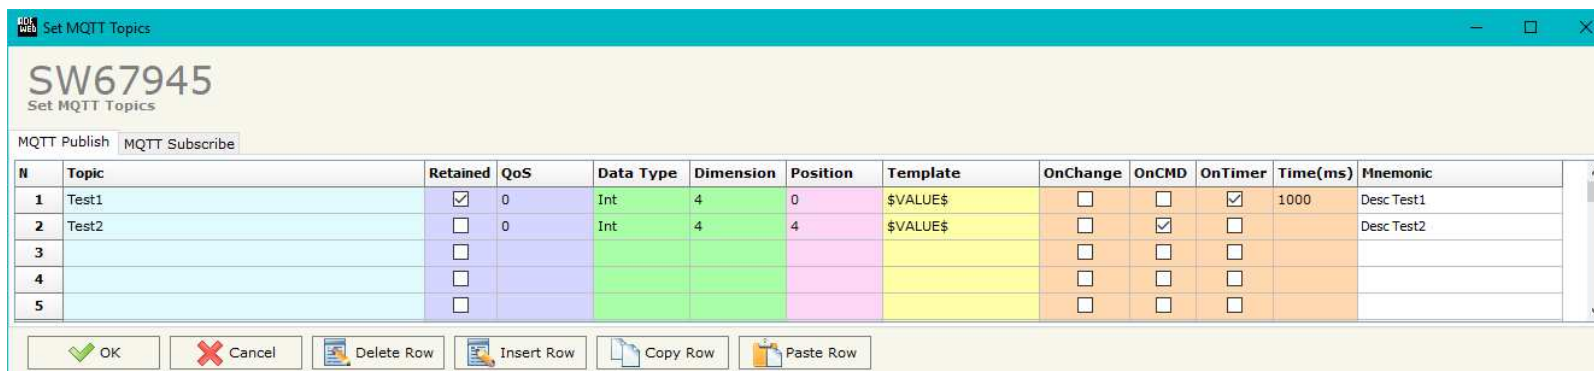 ADF WEB Set MQTT Topics
SW67945
Set MQTT Topics
MQTT Publish MQTT Subscribe
N Topic Retained QoS Data Type Dimension Position Template OnChange OnCMD OnTimer Time(ms) Mnemonic
1 Test1 0 Int 4 0 $VALUE$ 1000 Desc Test1
2 Test2 0 Int 4 4 $VALUE$ Desc Test2
3
4
5
OK Cancel Delete Row Insert Row Copy Row Paste Row